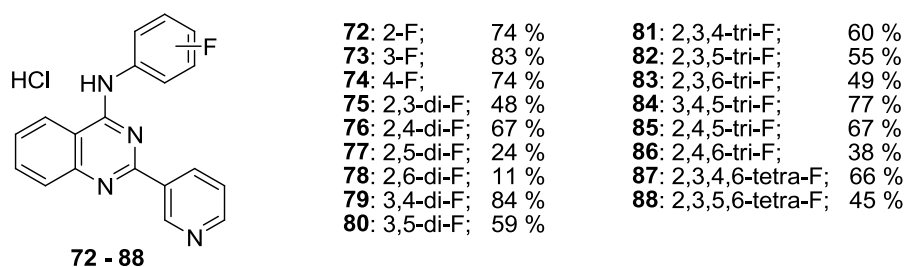 F
HCl
HN
N
N
N
72 - 88
72: 2-F; 74 %
73: 3-F; 83 %
74: 4-F; 74 %
75: 2,3-di-F; 48 %
76: 2,4-di-F; 67 %
77: 2,5-di-F; 24 %
78: 2,6-di-F; 11 %
79: 3,4-di-F; 84 %
80: 3,5-di-F; 59 %
81: 2,3,4-tri-F; 60 %
82: 2,3,5-tri-F; 55 %
83: 2,3,6-tri-F; 49 %
84: 3,4,5-tri-F; 77 %
85: 2,4,5-tri-F; 67 %
86: 2,4,6-tri-F; 38 %
87: 2,3,4,6-tetra-F; 66 %
88: 2,3,5,6-tetra-F; 45 %